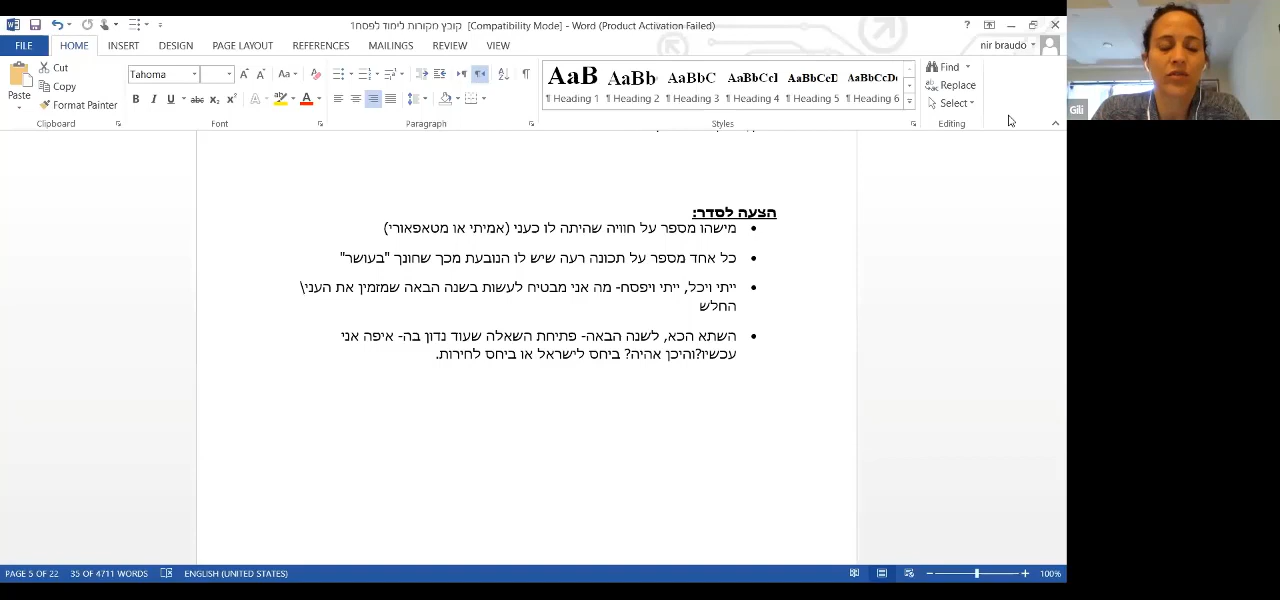 קובץ מקורות לימוד לפסח1 [Compatibility Mode] - Word (Product Activation Failed)
FILE HOME INSERT DESIGN PAGE LAYOUT REFERENCES MAILINGS REVIEW VIEW nir braudo
Gili
Paste
Cut
Copy
Format Painter
Clipboard
Tahoma
Font
Paragraph
AaB AaBb AaBbC AaBbCcI AaBbCcD AaBbCcDc
Heading 1 Heading 2 Heading 3 Heading 4 Heading 5 Heading 6
Styles
Find
Replace
Select
Editing
הצעה לסדר:
מישהו מספר על חוויה שהיתה לו כעני (אמיתי או מטאפאורי)
כל אחד מספר על תכונה רעה שיש לו הנובעת מכך שחונך "בעושר"
ייתי ויכל, ייתי ויפסח- מה אני מבטיח לעשות בשנה הבאה שמזמין את העני\
החלש
השתא הכא, לשנה הבאה- פתיחת השאלה שעוד נדון בה- איפה אני
עכשיו?והיכן אהיה? ביחס לישראל או ביחס לחירות.
PAGE 5 OF 22 35 OF 4711 WORDS ENGLISH (UNITED STATES) 100%